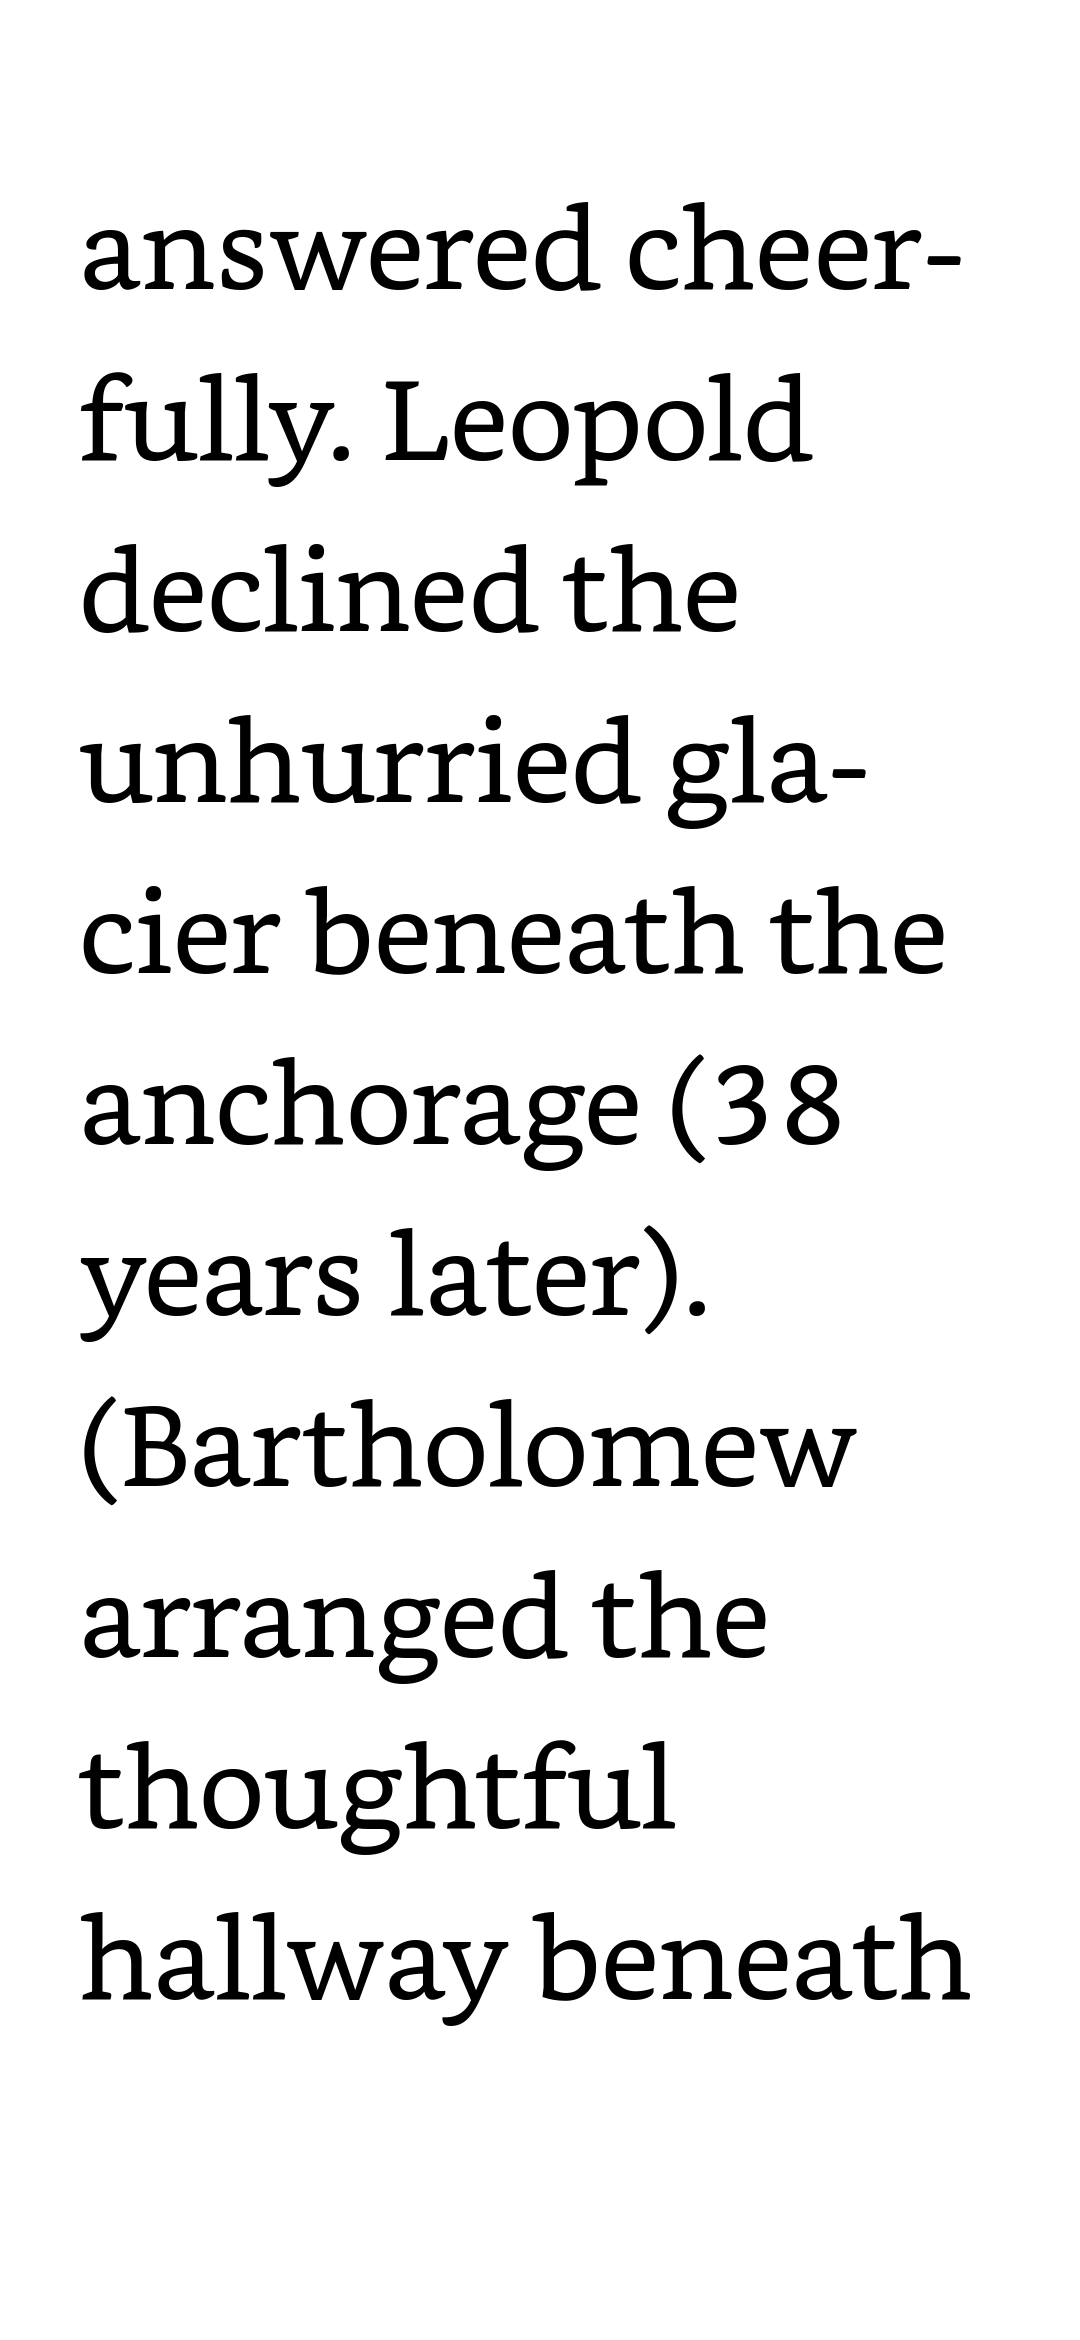 answered cheer-
fully. Leopold
declined the
unhurried gla-
cier beneath the
anchorage (38
years later).
(Bartholomew
arranged the
thoughtful
hallway beneath